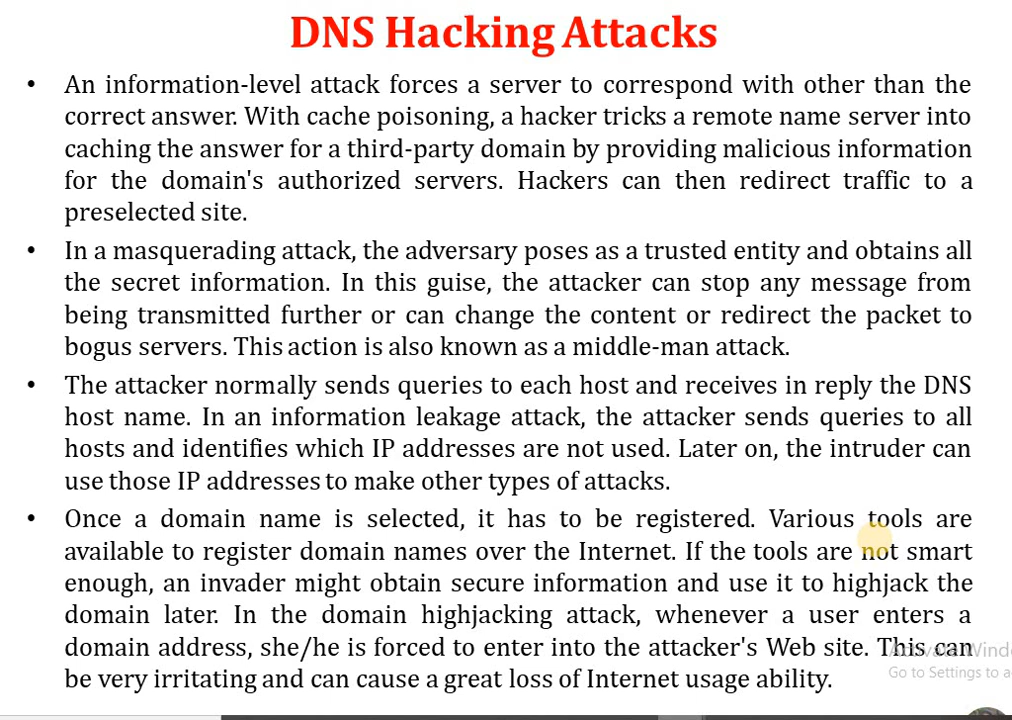 DNS Hacking Attacks
• An information-level attack forces a server to correspond with other than the
correct answer. With cache poisoning, a hacker tricks a remote name server into
caching the answer for a third-party domain by providing malicious information
for the domain's authorized servers. Hackers can then redirect traffic to a
preselected site.
• In a masquerading attack, the adversary poses as a trusted entity and obtains all
the secret information. In this guise, the attacker can stop any message from
being transmitted further or can change the content or redirect the packet to
bogus servers. This action is also known as a middle-man attack.
• The attacker normally sends queries to each host and receives in reply the DNS
host name. In an information leakage attack, the attacker sends queries to all
hosts and identifies which IP addresses are not used. Later on, the intruder can
use those IP addresses to make other types of attacks.
• Once a domain name is selected, it has to be registered. Various tools are
available to register domain names over the Internet. If the tools are not smart
enough, an invader might obtain secure information and use it to highjack the
domain later. In the domain highjacking attack, whenever a user enters a
domain address, she/he is forced to enter into the attacker's Web site. This can
be very irritating and can cause a great loss of Internet usage ability.
Activate Wind
Go to Settings to a